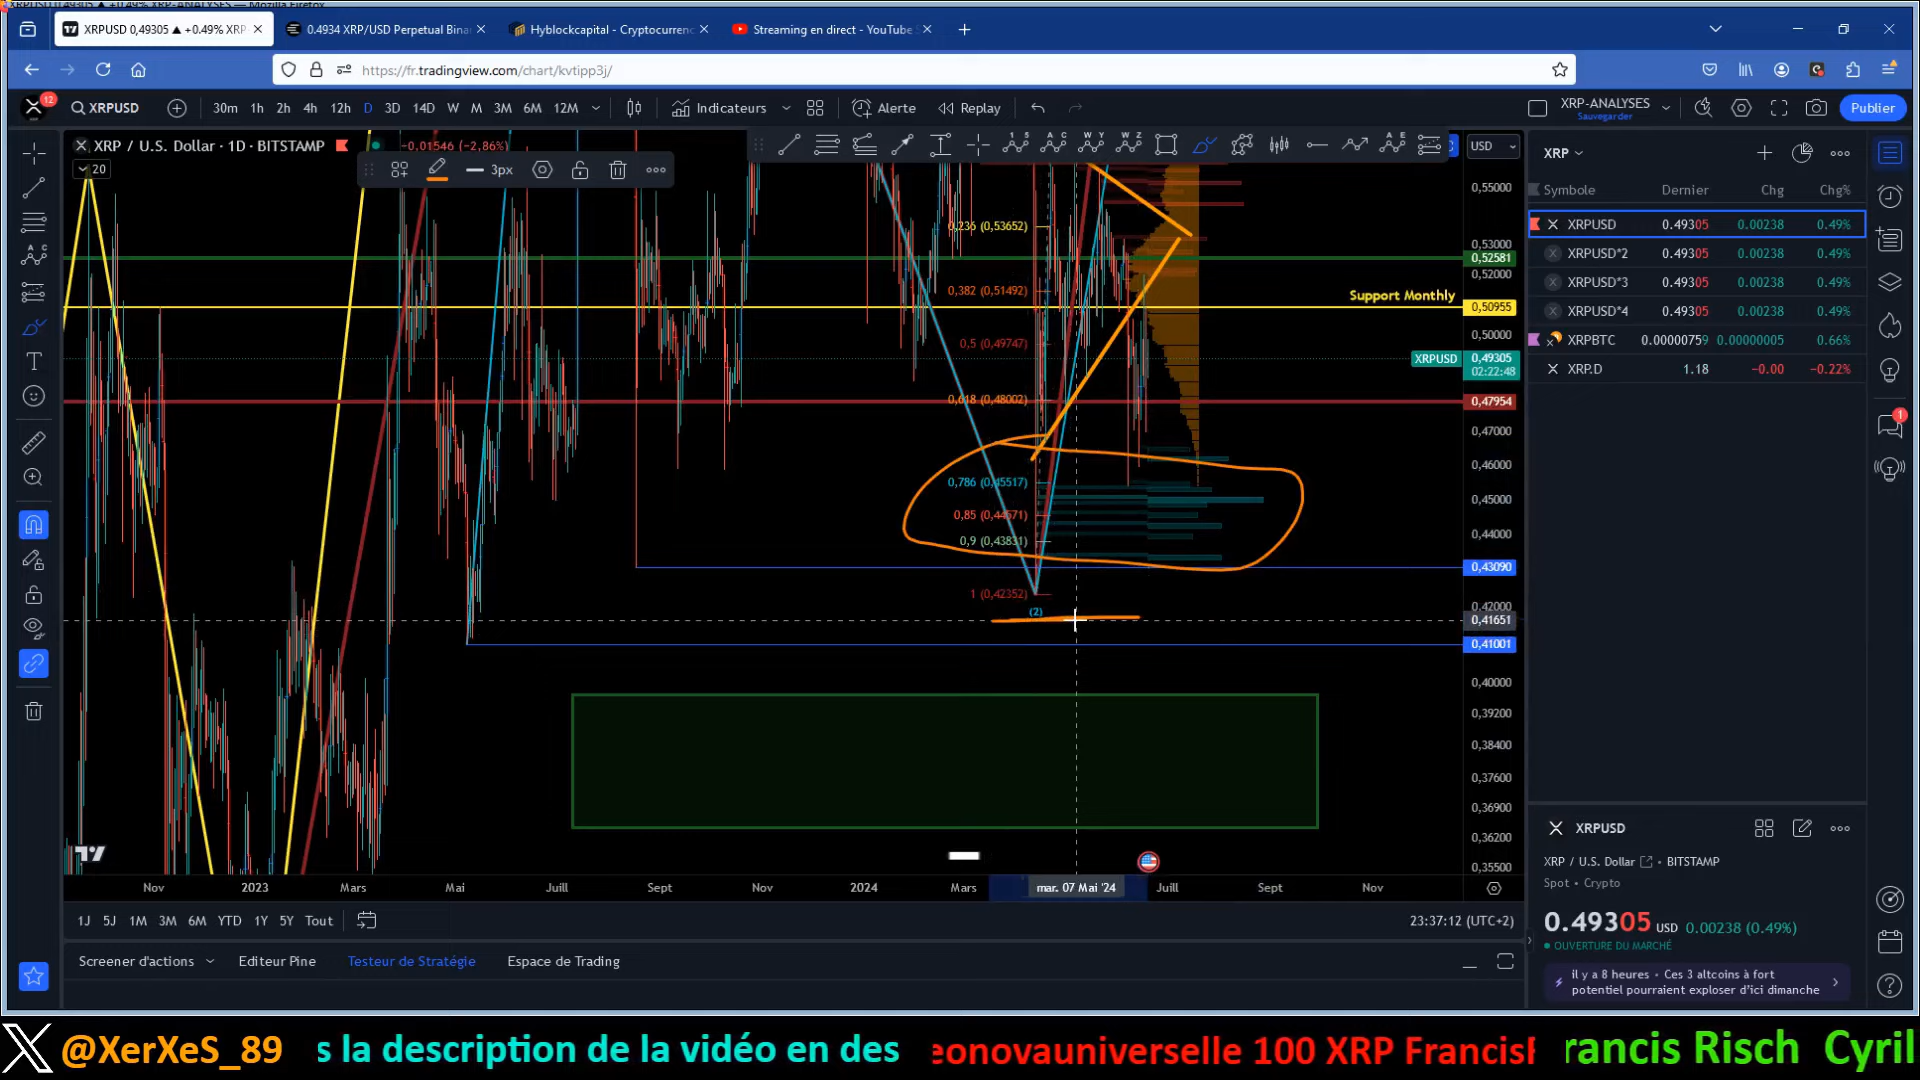 XRPUSD 0,49305 ▲ +0.49% XRP-
0.4934 XRP/USD Perpetual Bina
Hyblockcapital - Cryptocurrenc
Streaming en direct - YouTube
https://fr.tradingview.com/chart/kvtipp3j/
12
XRPUSD
30m 1h 2h 4h 12h D 3D 14D W M 3M 6M 12M
Indicateurs
Alerte
Replay
XRP-ANALYSES
Sauvegarder
Publier
XRP / U.S. Dollar · 1D · BITSTAMP
−0,01546 (−2,86%)
20
3px
USD
XRP
Symbole Dernier Chg Chg%
XRPUSD 0.49305 0.00238 0.49%
XRPUSD*2 0.49305 0.00238 0.49%
XRPUSD*3 0.49305 0.00238 0.49%
XRPUSD*4 0.49305 0.00238 0.49%
XRPBTC 0.00000759 0.00000005 0.66%
XRP.D 1.18 −0.00 −0.22%
0,55000
0,53000
0,52581
0,52000
0,50955
0,50000
XRPUSD 0,49305
02:22:48
0,47954
0,47000
0,46000
0,45000
0,44000
0,43090
0,42000
0,41651
0,41001
0,40000
0,39200
0,38400
0,37600
0,36900
0,36200
0,35500
Support Monthly
0,236 (0,53652)
0,382 (0,51492)
0,5 (0,49747)
0,618 (0,48002)
0,786 (0,45517)
0,85 (0,44571)
0,9 (0,43831)
1 (0,42352)
(2)
Nov 2023 Mars Mai Juill Sept Nov 2024 Mars mar. 07 Mai '24 Juill Sept Nov
1J 5J 1M 3M 6M YTD 1Y 5Y Tout
23:37:12 (UTC+2)
Screener d'actions
Editeur Pine
Testeur de Stratégie
Espace de Trading
1
XRPUSD
XRP / U.S. Dollar • BITSTAMP
Spot • Crypto
0.49305 USD 0.00238 (0.49%)
OUVERTURE DU MARCHÉ
il y a 8 heures • Ces 3 altcoins à fort
potentiel pourraient exploser d'ici dimanche
@XerXeS_89
s la description de la vidéo en des
eonovauniverselle 100 XRP Francis
rancis Risch Cyril